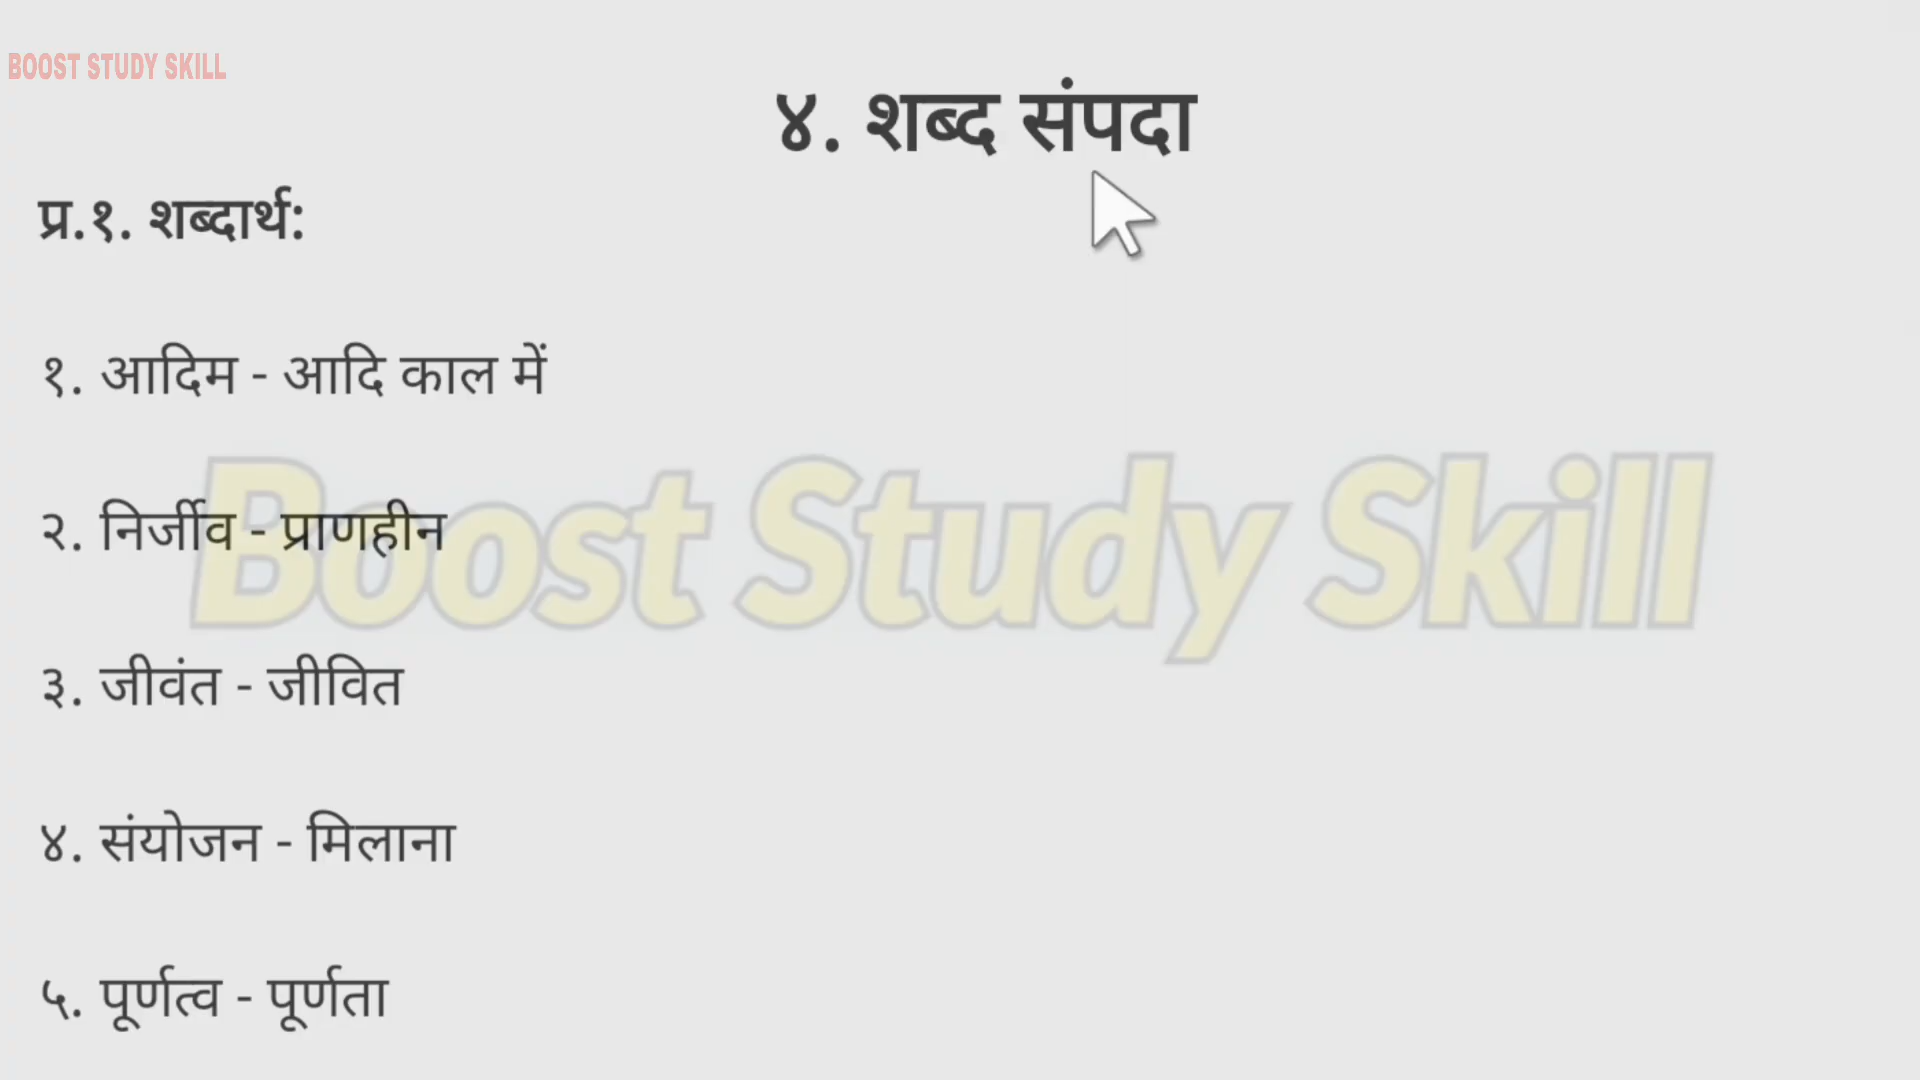 BOOST STUDY SKILL
४. शब्द संपदा
प्र.१. शब्दार्थ:
१. आदिम - आदि काल में
२. निर्जीव - प्राणहीन
Boost Study Skill
३. जीवंत - जीवित
४. संयोजन - मिलाना
५. पूर्णत्व - पूर्णता